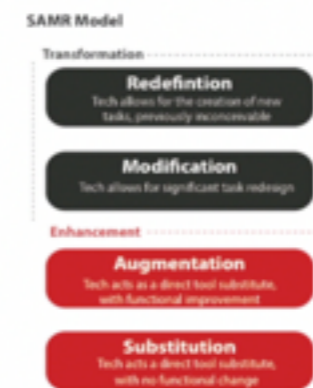 SAMR Model
Transformation
Redefintion
Tech allows for the creation of new
tasks, previously inconceivable
Modification
Tech allows for significant task redesign
Enhancement
Augmentation
Tech acts as a direct tool substitute,
with functional improvement
Substitution
Tech acts as a direct tool substitute,
with no functional change